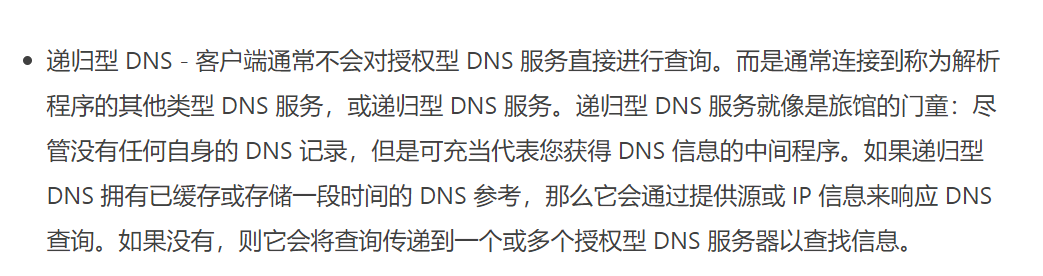 • 递归型 DNS - 客户端通常不会对授权型 DNS 服务直接进行查询。而是通常连接到称为解析
程序的其他类型 DNS 服务，或递归型 DNS 服务。递归型 DNS 服务就像是旅馆的门童：尽
管没有任何自身的 DNS 记录，但是可充当代表您获得 DNS 信息的中间程序。如果递归型
DNS 拥有已缓存或存储一段时间的 DNS 参考，那么它会通过提供源或 IP 信息来响应 DNS
查询。如果没有，则它会将查询传递到一个或多个授权型 DNS 服务器以查找信息。